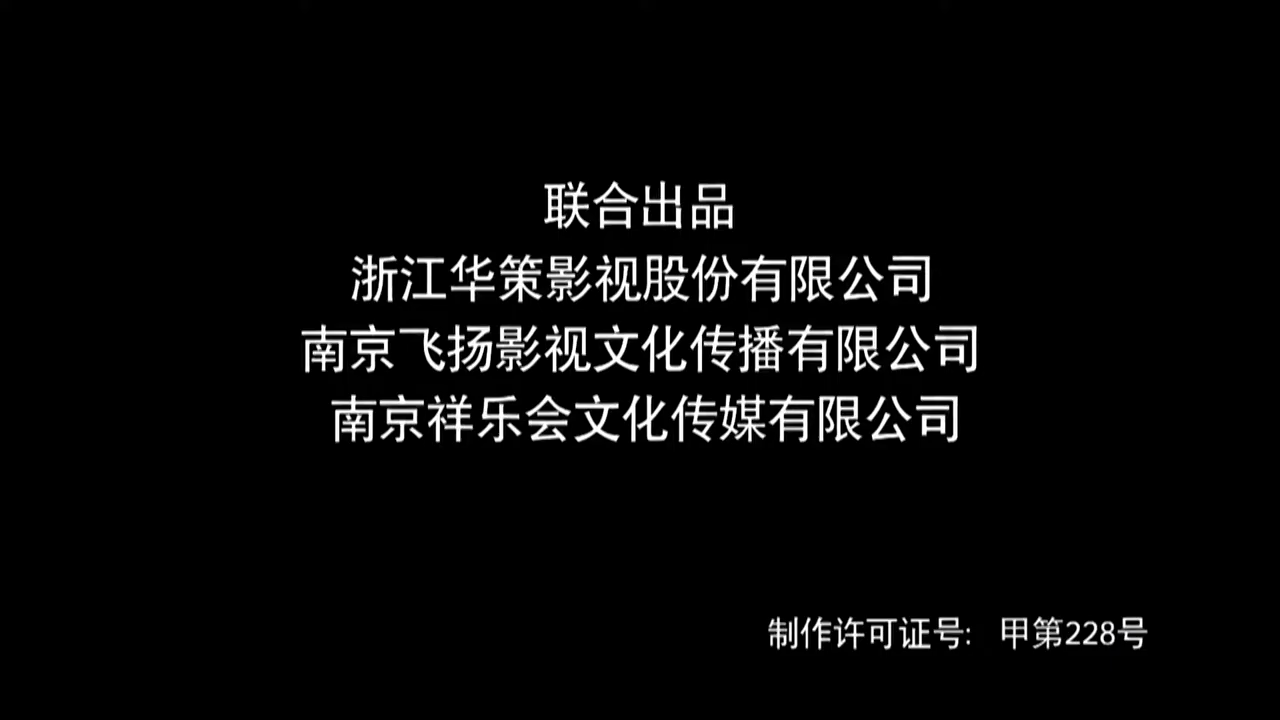 联合出品
浙江华策影视股份有限公司
南京飞扬影视文化传播有限公司
南京祥乐会文化传媒有限公司
制作许可证号: 甲第228号